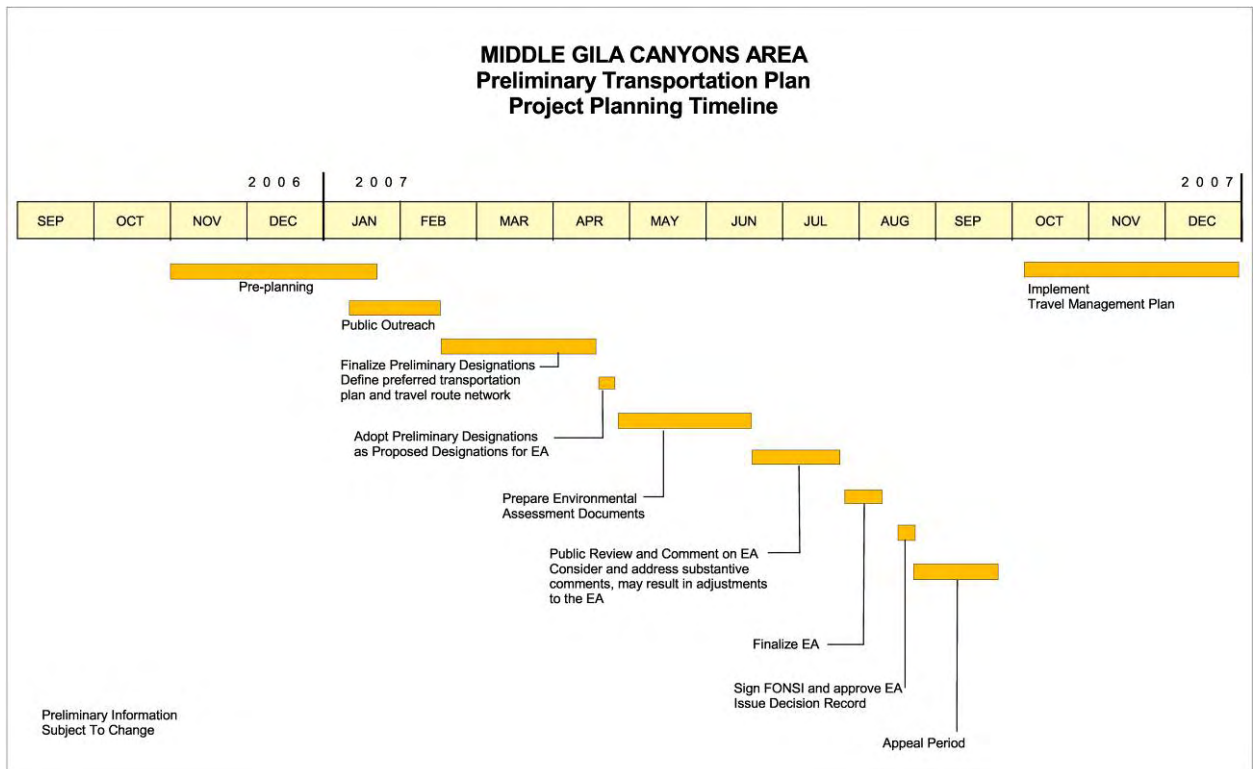 MIDDLE GILA CANYONS AREA
Preliminary Transportation Plan
Project Planning Timeline
2006 2007 2007
SEP OCT NOV DEC JAN FEB MAR APR MAY JUN JUL AUG SEP OCT NOV DEC
Pre-planning
Implement
Travel Management Plan
Public Outreach
Finalize Preliminary Designations
Define preferred transportation
plan and travel route network
Adopt Preliminary Designations
as Proposed Designations for EA
Prepare Environmental
Assessment Documents
Public Review and Comment on EA
Consider and address substantive
comments, may result in adjustments
to the EA
Finalize EA
Sign FONSI and approve EA
Issue Decision Record
Appeal Period
Preliminary Information
Subject To Change